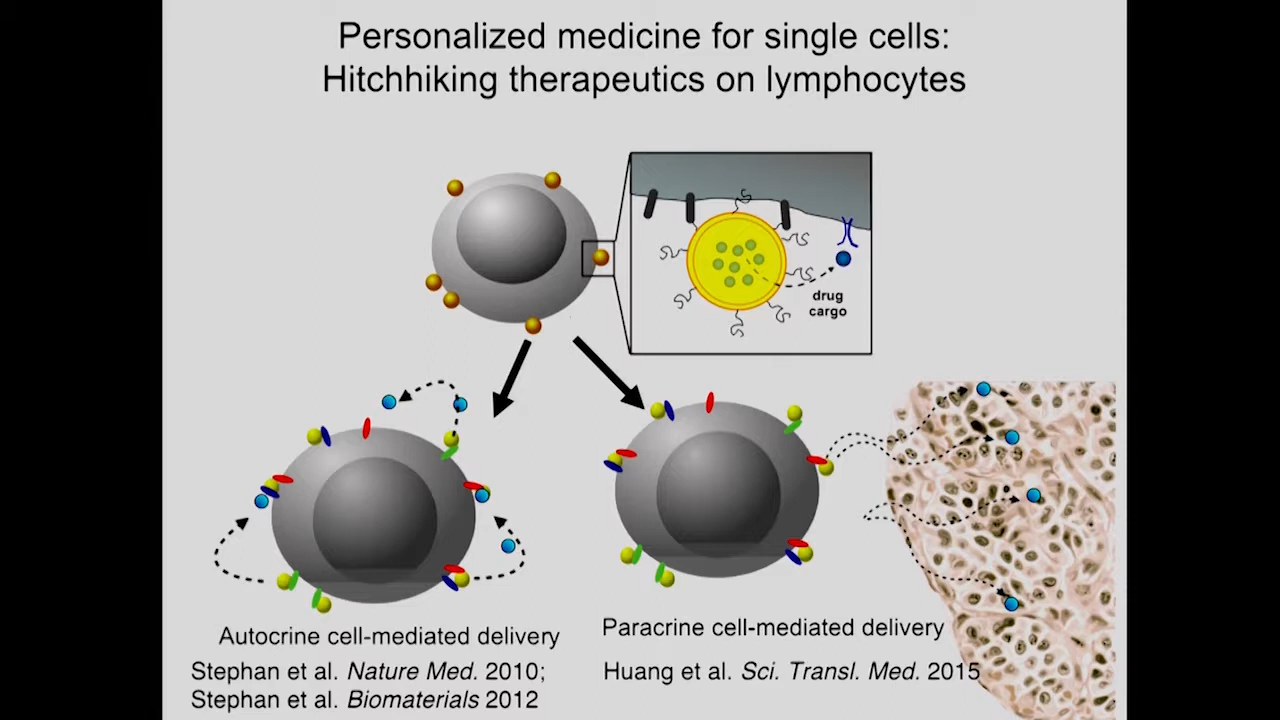 Personalized medicine for single cells:
Hitchhiking therapeutics on lymphocytes
drug
cargo
Autocrine cell-mediated delivery
Stephan et al. Nature Med. 2010;
Stephan et al. Biomaterials 2012
Paracrine cell-mediated delivery
Huang et al. Sci. Transl. Med. 2015